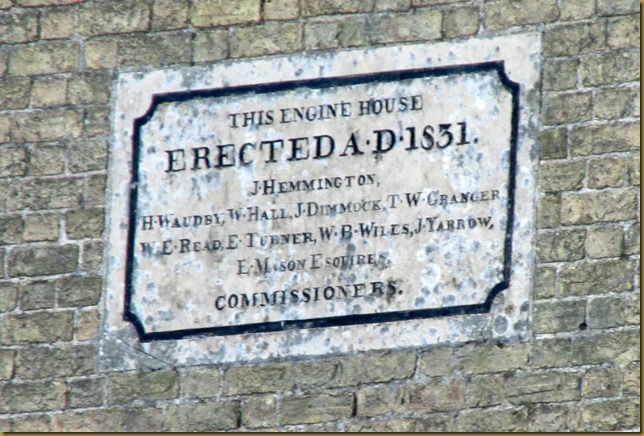 THIS ENGINE HOUSE
ERECTED A·D·1831.
J·HEMMINGTON,
H·WAUDBY, W·HALL, J·DIMMOCK, T·W·GRANGER
W·E·READ, E·TURNER, W·B·WILES, J·YARROW,
E·MASON ESQUIRES,
COMMISSIONERS.